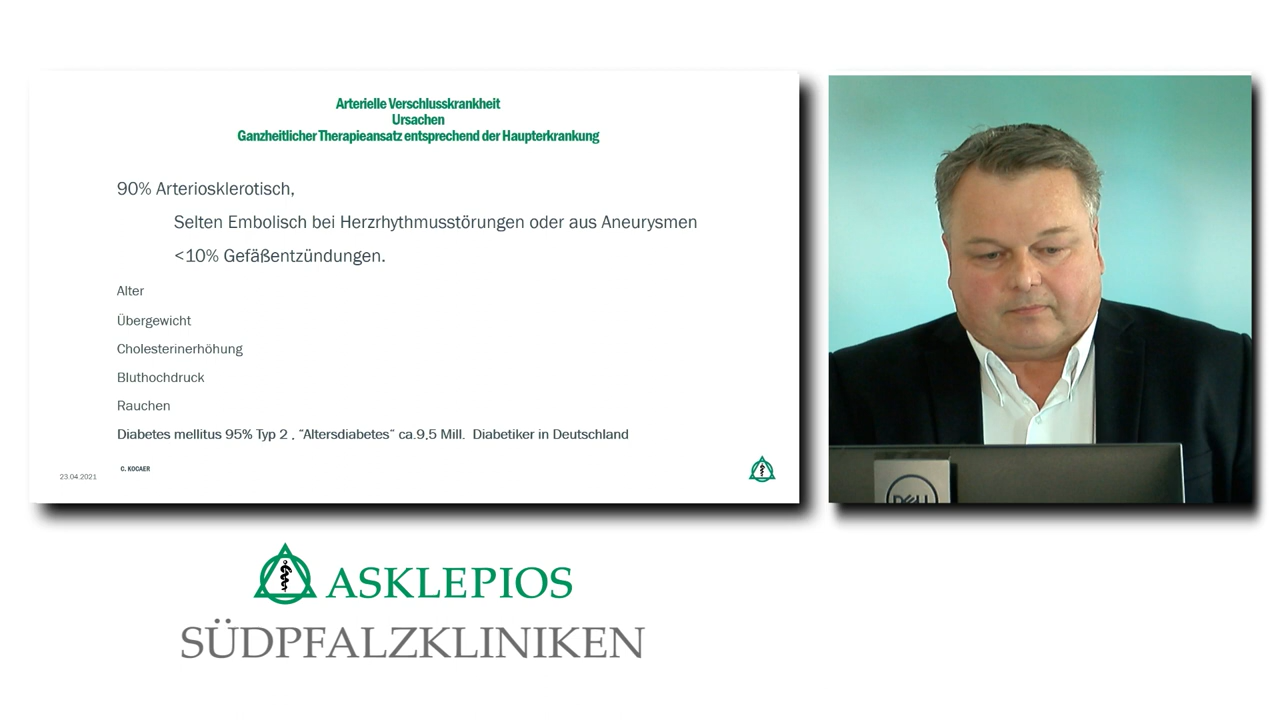 Arterielle Verschlusskrankheit
Ursachen
Ganzheitlicher Therapieansatz entsprechend der Haupterkrankung
90% Arteriosklerotisch,
Selten Embolisch bei Herzrhythmusstörungen oder aus Aneurysmen
<10% Gefäßentzündungen.
Alter
Übergewicht
Cholesterinerhöhung
Bluthochdruck
Rauchen
Diabetes mellitus 95% Typ 2 , "Altersdiabetes" ca.9,5 Mill. Diabetiker in Deutschland
C. KOCAER
23.04.2021
DELL
ASKLEPIOS
SÜDPFALZKLINIKEN